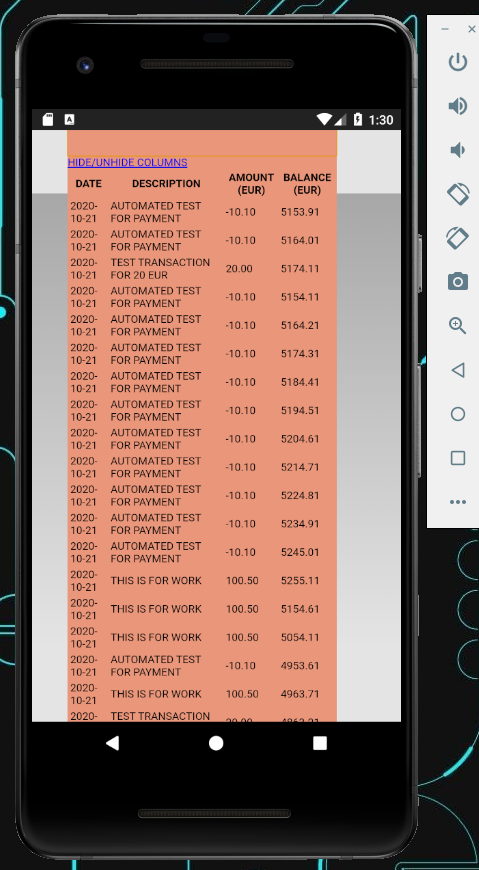 1:30
HIDE/UNHIDE COLUMNS
DATE DESCRIPTION AMOUNT (EUR) BALANCE (EUR)
2020-10-21 AUTOMATED TEST FOR PAYMENT -10.10 5153.91
2020-10-21 AUTOMATED TEST FOR PAYMENT -10.10 5164.01
2020-10-21 TEST TRANSACTION FOR 20 EUR 20.00 5174.11
2020-10-21 AUTOMATED TEST FOR PAYMENT -10.10 5154.11
2020-10-21 AUTOMATED TEST FOR PAYMENT -10.10 5164.21
2020-10-21 AUTOMATED TEST FOR PAYMENT -10.10 5174.31
2020-10-21 AUTOMATED TEST FOR PAYMENT -10.10 5184.41
2020-10-21 AUTOMATED TEST FOR PAYMENT -10.10 5194.51
2020-10-21 AUTOMATED TEST FOR PAYMENT -10.10 5204.61
2020-10-21 AUTOMATED TEST FOR PAYMENT -10.10 5214.71
2020-10-21 AUTOMATED TEST FOR PAYMENT -10.10 5224.81
2020-10-21 AUTOMATED TEST FOR PAYMENT -10.10 5234.91
2020-10-21 AUTOMATED TEST FOR PAYMENT -10.10 5245.01
2020-10-21 THIS IS FOR WORK 100.50 5255.11
2020-10-21 THIS IS FOR WORK 100.50 5154.61
2020-10-21 THIS IS FOR WORK 100.50 5054.11
2020-10-21 AUTOMATED TEST FOR PAYMENT -10.10 4953.61
2020-10-21 THIS IS FOR WORK 100.50 4963.71
2020- TEST TRANSACTION